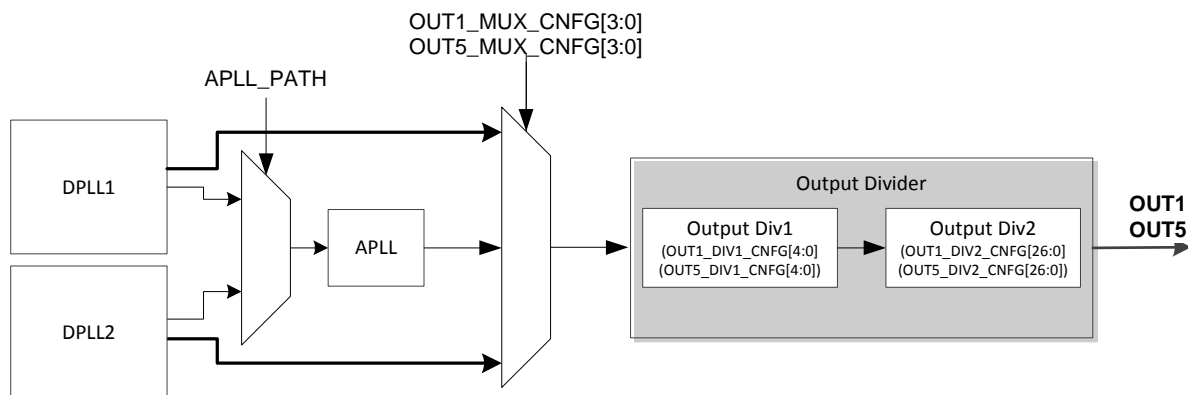 OUT1_MUX_CNFG[3:0]
OUT5_MUX_CNFG[3:0]
APLL_PATH
DPLL1
APLL
DPLL2
Output Divider
Output Div1
(OUT1_DIV1_CNFG[4:0]
(OUT5_DIV1_CNFG[4:0])
Output Div2
(OUT1_DIV2_CNFG[26:0]
(OUT5_DIV2_CNFG[26:0])
OUT1
OUT5